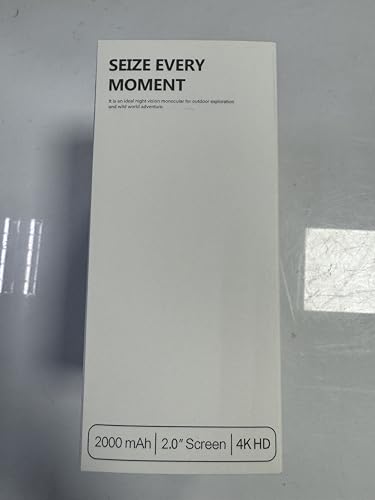 SEIZE EVERY
MOMENT
It is an ideal night vision monocular for outdoor exploration
and wild world adventure.
2000 mAh | 2.0" Screen | 4K HD